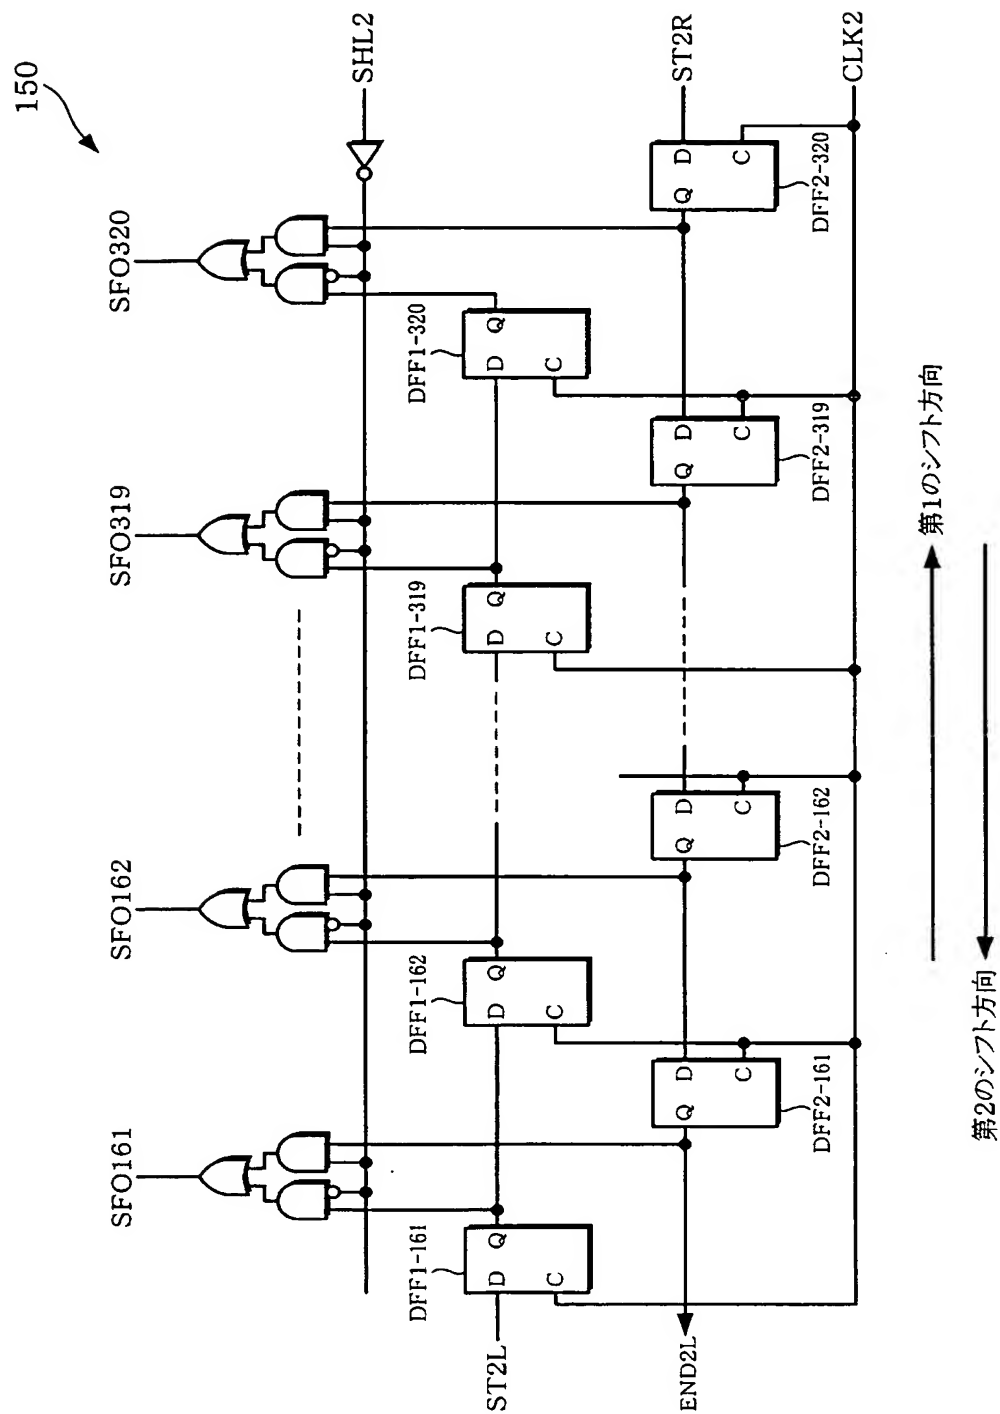 150
SFO161
SFO162
SFO319
SFO320
SHL2
DFF1-161
D
Q
C
DFF1-162
D
Q
C
DFF1-319
D
Q
C
DFF1-320
D
Q
C
ST2L
ST2R
Q
D
C
DFF2-161
Q
D
C
DFF2-162
Q
D
C
DFF2-319
Q
D
C
DFF2-320
END2L
CLK2
第1のシフト方向
第2のシフト方向